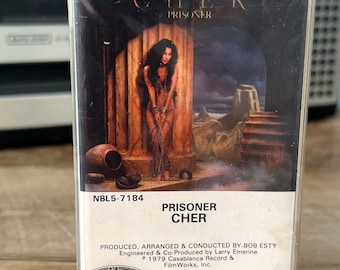 CHER
PRISONER
NBL5-7184
PRISONER
CHER
PRODUCED, ARRANGED & CONDUCTED BY:BOB ESTY
Engineered & Co-Produced by Larry Emerine
℗ 1979 Casablanca Record &
FilmWorks, Inc.